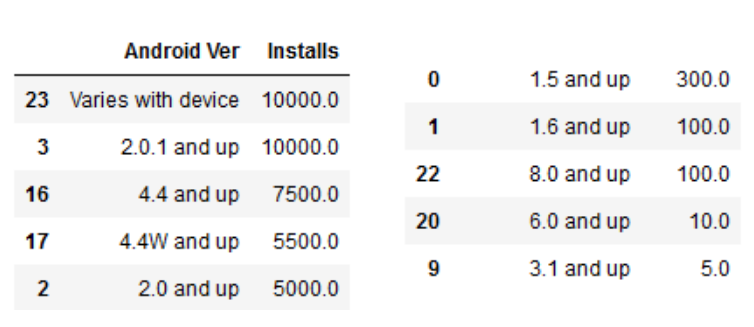 Android Ver Installs
23 Varies with device 10000.0
3 2.0.1 and up 10000.0
16 4.4 and up 7500.0
17 4.4W and up 5500.0
2 2.0 and up 5000.0
0 1.5 and up 300.0
1 1.6 and up 100.0
22 8.0 and up 100.0
20 6.0 and up 10.0
9 3.1 and up 5.0